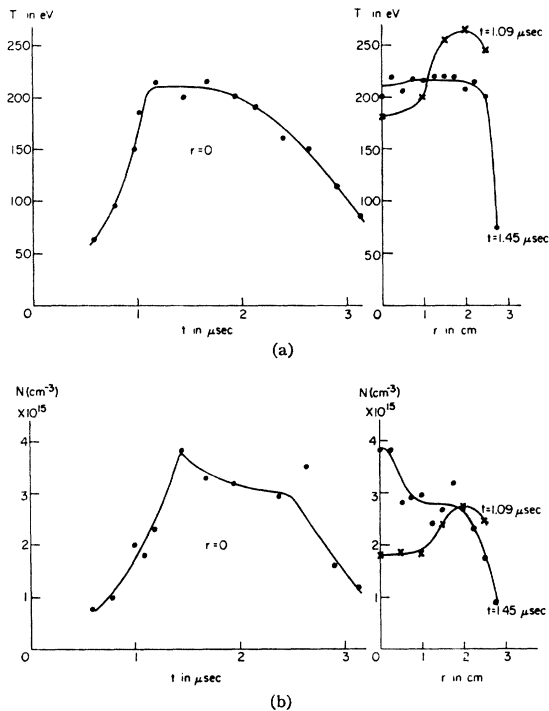 T in eV
T in eV
250
200
150
100
50
0
1
2
3
r=0
t in μsec
250
200
150
100
50
0
1
2
3
t=1.09 μsec
t=1.45 μsec
r in cm
(a)
N(cm⁻³)
X10¹⁵
4
3
2
1
0
1
2
3
r=0
t in μsec
N(cm⁻³)
X10¹⁵
4
3
2
1
0
1
2
3
t=1.09 μsec
t=1.45 μsec
r in cm
(b)